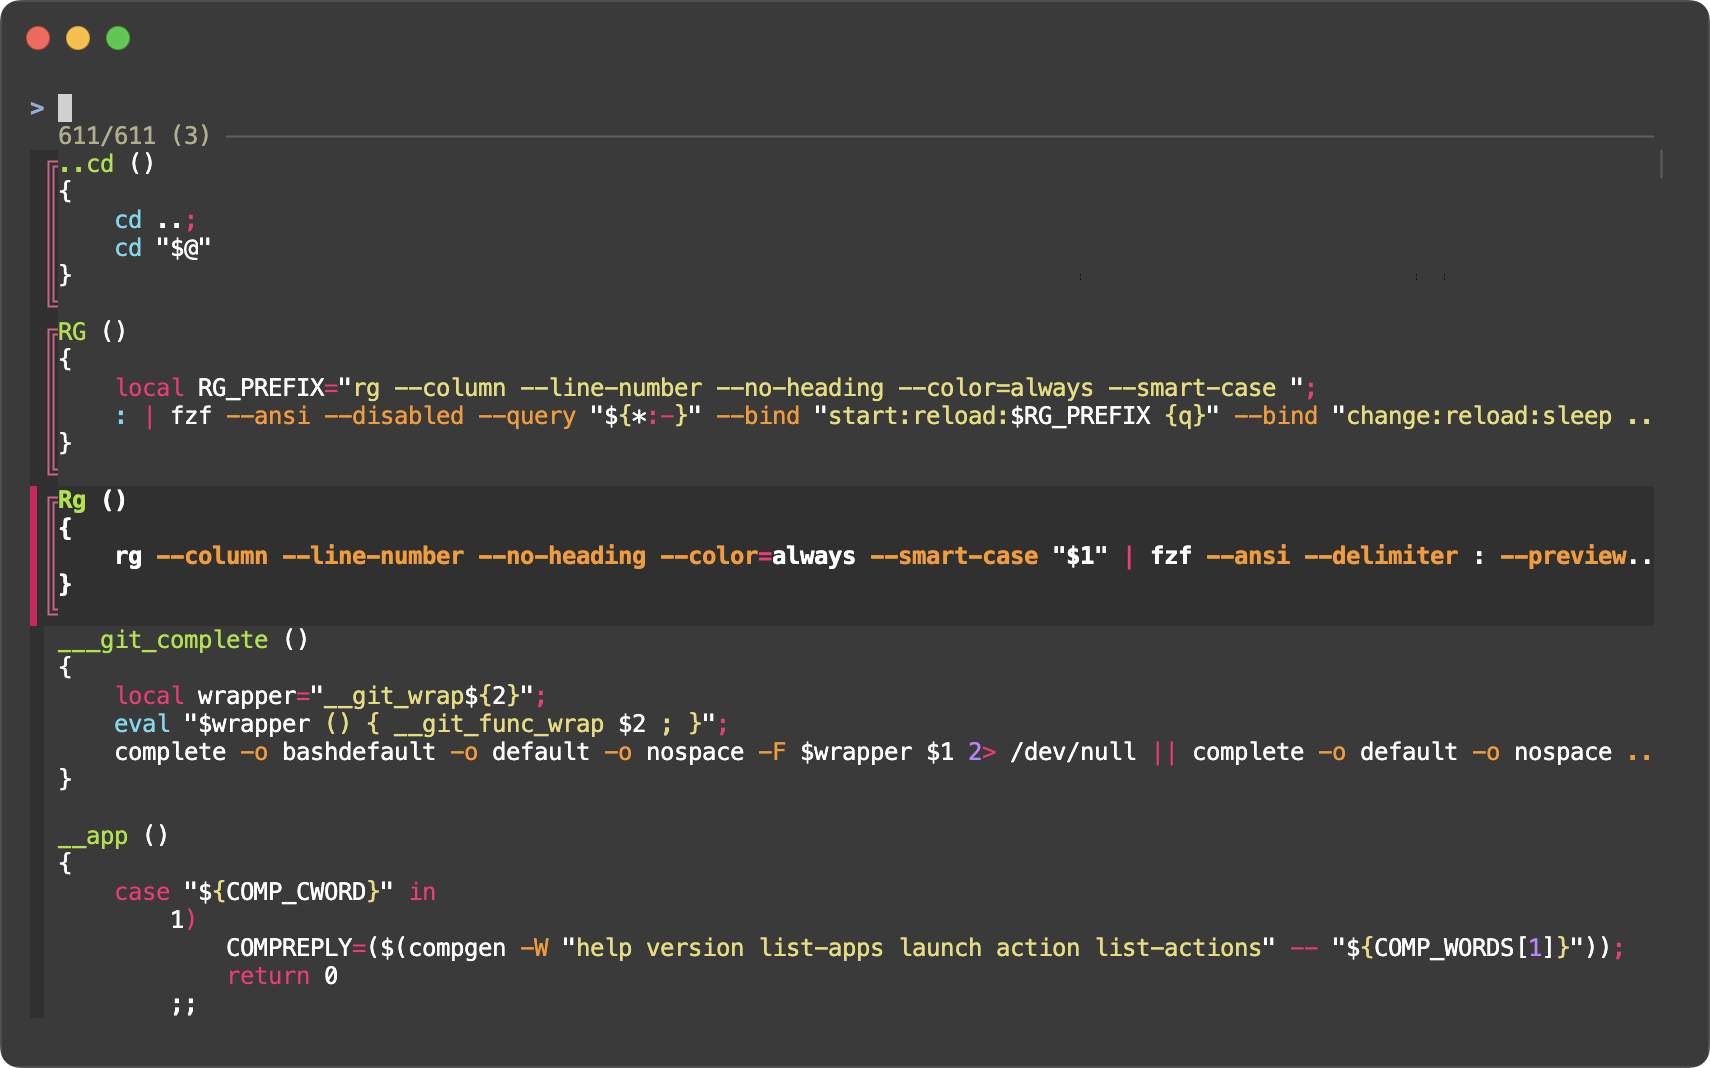 >
611/611 (3)
..cd ()
{
    cd ..;
    cd "$@"
}
RG ()
{
    local RG_PREFIX="rg --column --line-number --no-heading --color=always --smart-case ";
    : | fzf --ansi --disabled --query "${*:-}" --bind "start:reload:$RG_PREFIX {q}" --bind "change:reload:sleep ..
}
Rg ()
{
    rg --column --line-number --no-heading --color=always --smart-case "$1" | fzf --ansi --delimiter : --preview..
}
___git_complete ()
{
    local wrapper="__git_wrap${2}";
    eval "$wrapper () { __git_func_wrap $2 ; }";
    complete -o bashdefault -o default -o nospace -F $wrapper $1 2> /dev/null || complete -o default -o nospace ..
}
__app ()
{
    case "${COMP_CWORD}" in
        1)
            COMPREPLY=($(compgen -W "help version list-apps launch action list-actions" -- "${COMP_WORDS[1]}"));
            return 0
        ;;